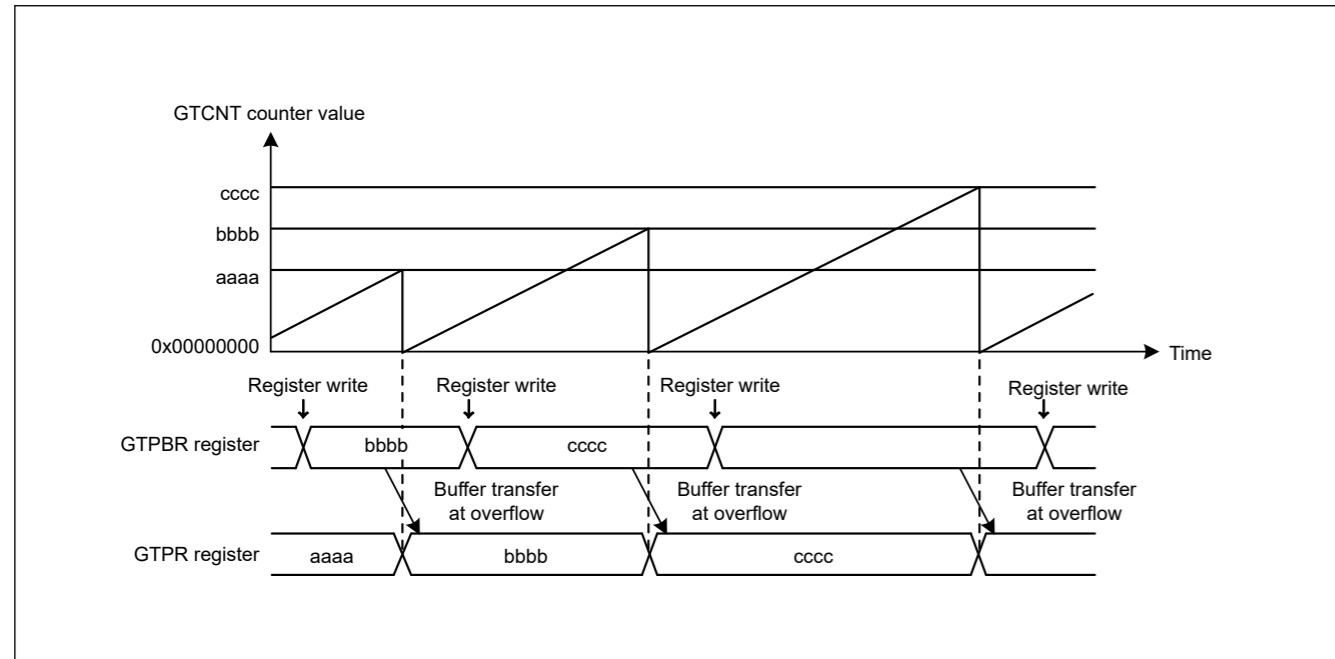 GTCNT counter value
cccc
bbbb
aaaa
0x00000000
Time
Register write
Register write
Register write
Register write
GTPBR register
bbbb
cccc
Buffer transfer
at overflow
Buffer transfer
at overflow
Buffer transfer
at overflow
GTPR register
aaaa
bbbb
cccc